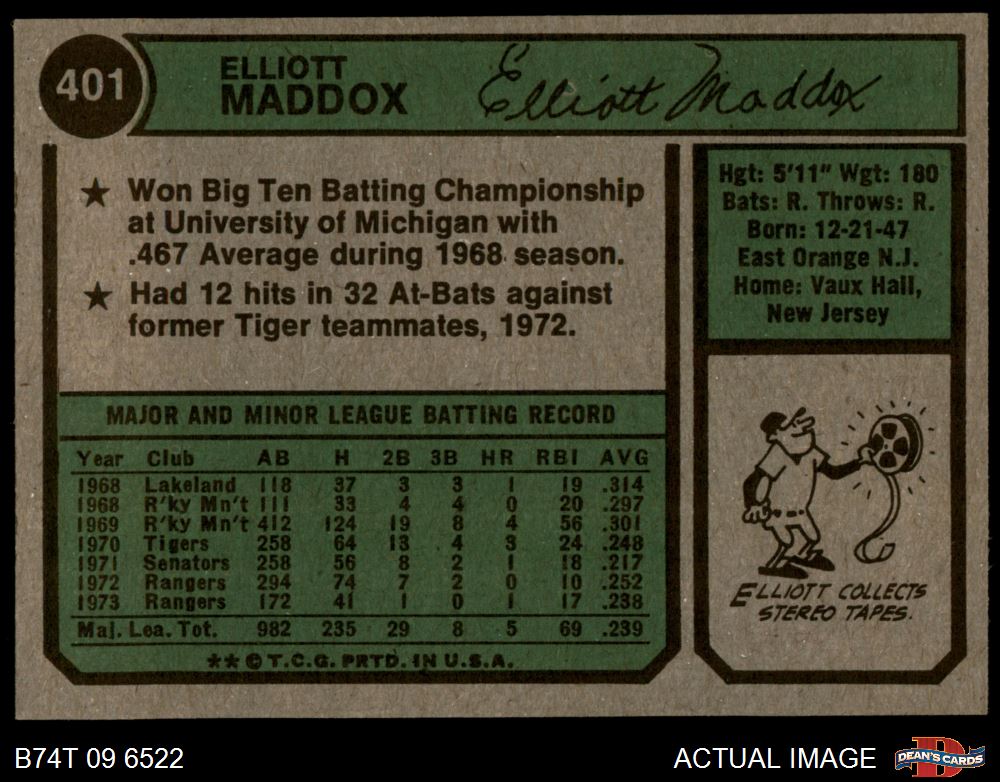 401
ELLIOTT
MADDOX
Elliott Maddox
★ Won Big Ten Batting Championship
at University of Michigan with
.467 Average during 1968 season.
★ Had 12 hits in 32 At-Bats against
former Tiger teammates, 1972.
Hgt: 5'11" Wgt: 180
Bats: R. Throws: R.
Born: 12-21-47
East Orange N.J.
Home: Vaux Hall,
New Jersey
MAJOR AND MINOR LEAGUE BATTING RECORD
Year Club AB H 2B 3B HR RBI AVG
1968 Lakeland 118 37 3 3 1 19 .314
1968 R'ky Mn't 111 33 4 4 0 20 .297
1969 R'ky Mn't 412 124 19 8 4 56 .301
1970 Tigers 258 64 13 4 3 24 .248
1971 Senators 258 56 8 2 1 18 .217
1972 Rangers 294 74 7 2 0 10 .252
1973 Rangers 172 41 1 0 1 17 .238
Maj. Lea. Tot. 982 235 29 8 5 69 .239
** © T.C.G. PRTD. IN U.S.A.
ELLIOTT COLLECTS
STEREO TAPES.
B74T 09 6522
ACTUAL IMAGE
D
DEAN'S CARDS